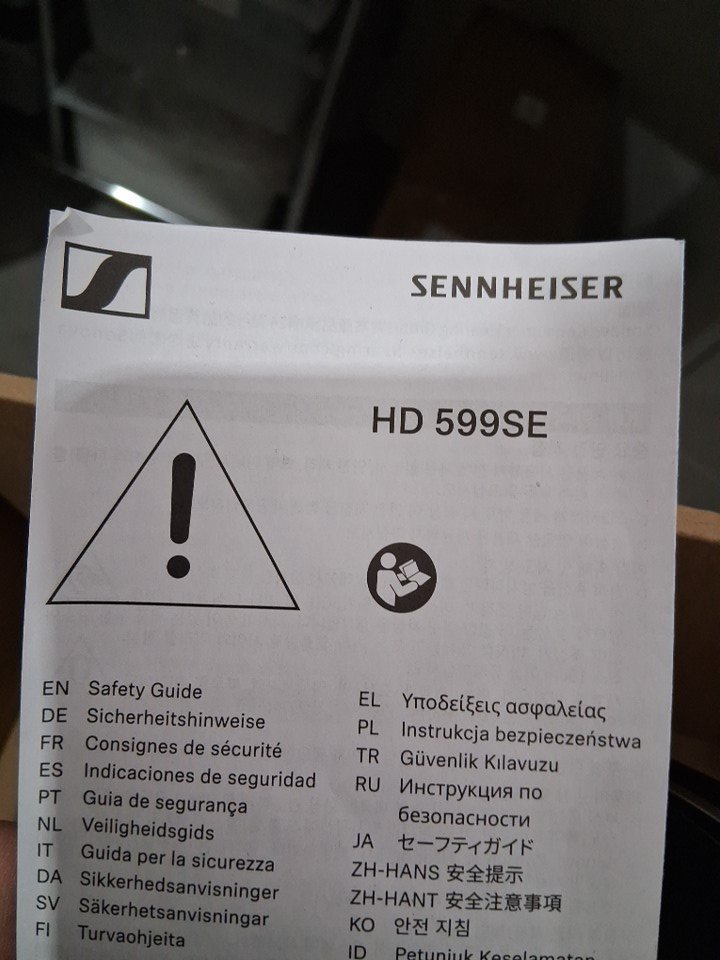 SENNHEISER
HD 599SE
EN Safety Guide
DE Sicherheitshinweise
FR Consignes de sécurité
ES Indicaciones de seguridad
PT Guia de segurança
NL Veiligheidsgids
IT Guida per la sicurezza
DA Sikkerhedsanvisninger
SV Säkerhetsanvisningar
FI Turvaohjeita
EL Υποδείξεις ασφαλείας
PL Instrukcja bezpieczeństwa
TR Güvenlik Kılavuzu
RU Инструкция по
безопасности
JA セーフティガイド
ZH-HANS 安全提示
ZH-HANT 安全注意事項
KO 안전 지침
ID Petunjuk Keselamatan